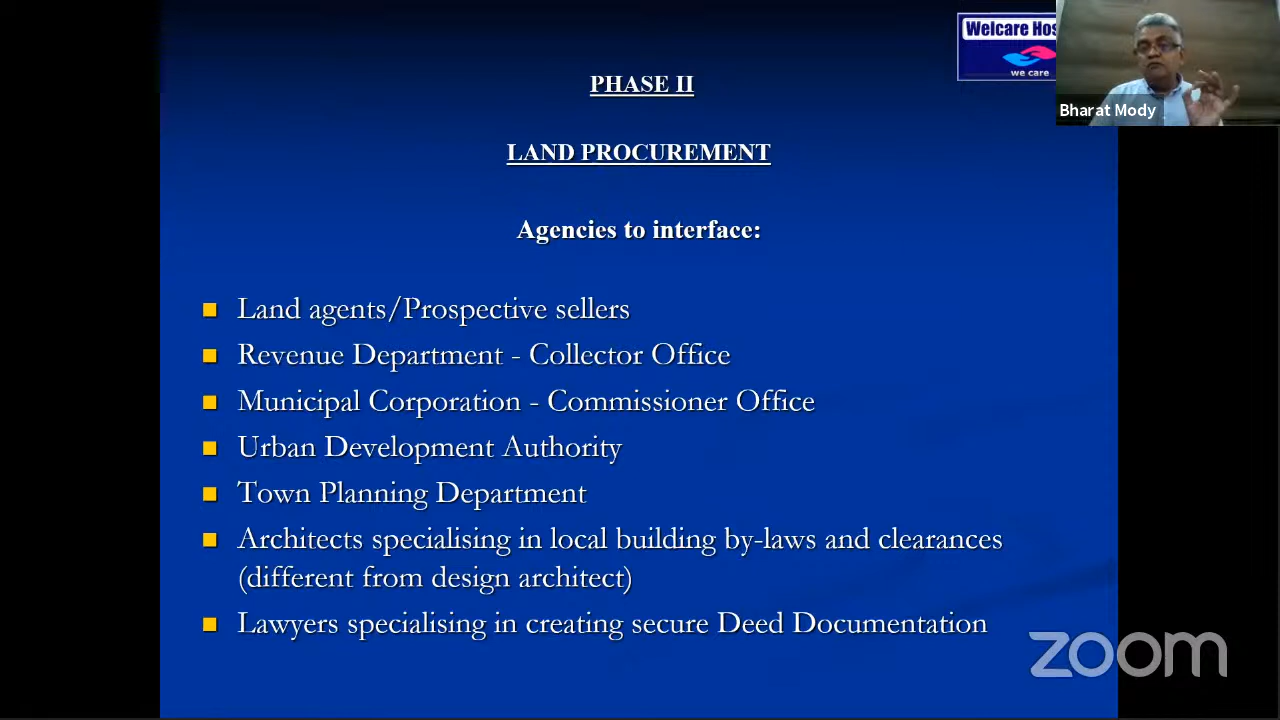 Welcare Hos
we care
Bharat Mody
PHASE II
LAND PROCUREMENT
Agencies to interface:
Land agents/Prospective sellers
Revenue Department - Collector Office
Municipal Corporation - Commissioner Office
Urban Development Authority
Town Planning Department
Architects specialising in local building by-laws and clearances
(different from design architect)
Lawyers specialising in creating secure Deed Documentation
zoom